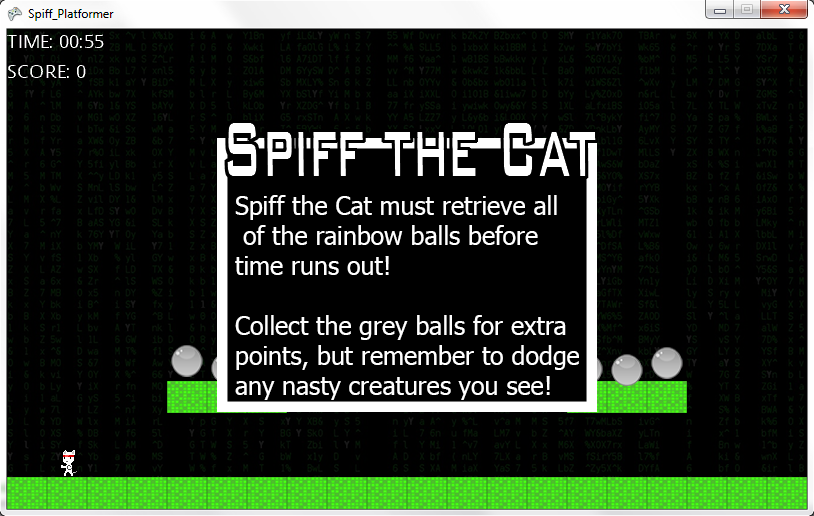 Spiff_Platformer
TIME: 00:55
SCORE: 0
Spiff the Cat
Spiff the Cat must retrieve all
of the rainbow balls before
time runs out!
Collect the grey balls for extra
points, but remember to dodge
any nasty creatures you see!